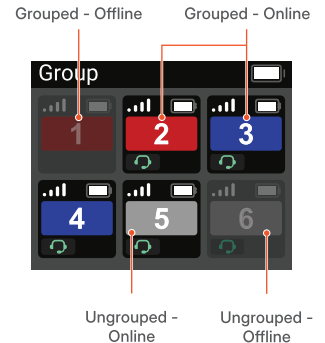 Grouped - Offline Grouped - Online
Group
1 2 3
4 5 6
Ungrouped - Ungrouped -
Online Offline